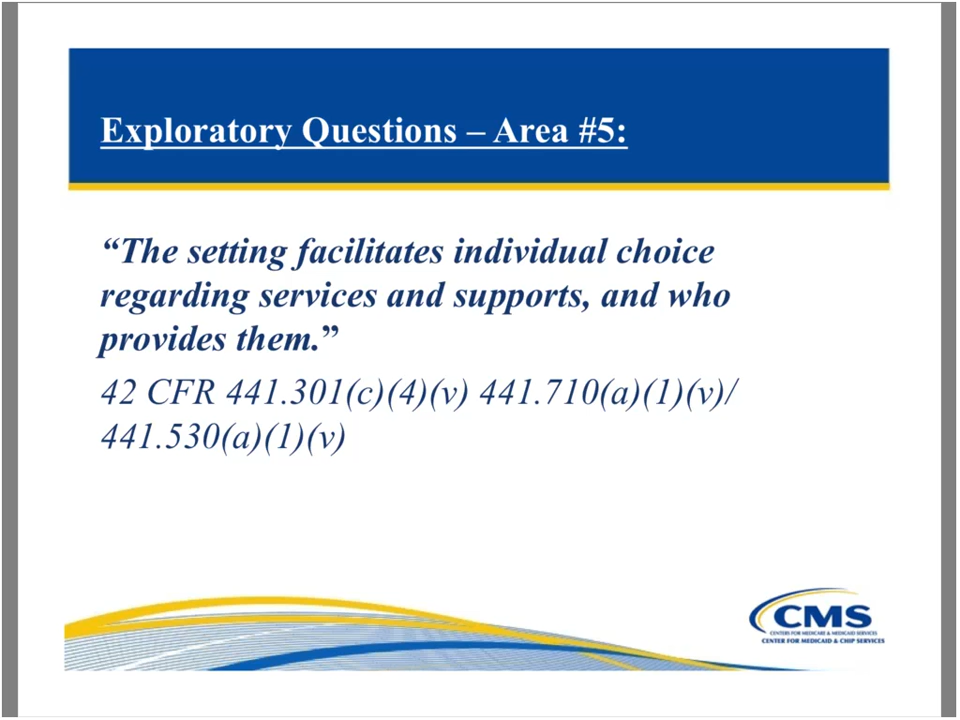 Exploratory Questions – Area #5:
“The setting facilitates individual choice
regarding services and supports, and who
provides them.”
42 CFR 441.301(c)(4)(v) 441.710(a)(1)(v)/
441.530(a)(1)(v)
CMS
CENTERS FOR MEDICARE & MEDICAID SERVICES
CENTER FOR MEDICAID & CHIP SERVICES